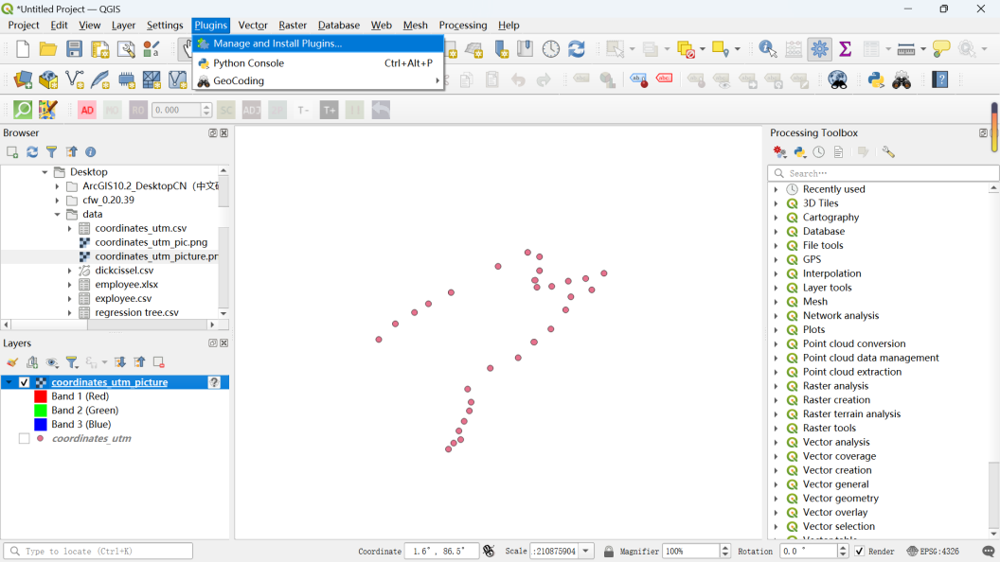 *Untitled Project — QGIS
Project Edit View Layer Settings Plugins Vector Raster Database Web Mesh Processing Help
Manage and Install Plugins...
Python Console Ctrl+Alt+P
GeoCoding
abc
AD MO RO 0.000 SC AD3 T- T+
Browser
Desktop
ArcGIS10.2_DesktopCN（中文
cfw_0.20.39
data
coordinates_utm.csv
coordinates_utm_pic.png
coordinates_utm_picture.pn
dickcissel.csv
employee.xlsx
exployee.csv
regression tree.csv
Layers
coordinates_utm_picture ?
Band 1 (Red)
Band 2 (Green)
Band 3 (Blue)
coordinates_utm
Processing Toolbox
Search…
Recently used
3D Tiles
Cartography
Database
File tools
GPS
Interpolation
Layer tools
Mesh
Network analysis
Plots
Point cloud conversion
Point cloud data management
Point cloud extraction
Raster analysis
Raster creation
Raster terrain analysis
Raster tools
Vector analysis
Vector coverage
Vector creation
Vector general
Vector geometry
Vector overlay
Vector selection
Vector table
Type to locate (Ctrl+K) Coordinate 1.6°, 86.5° Scale :210875904 Magnifier 100% Rotation 0.0 ° Render EPSG:4326